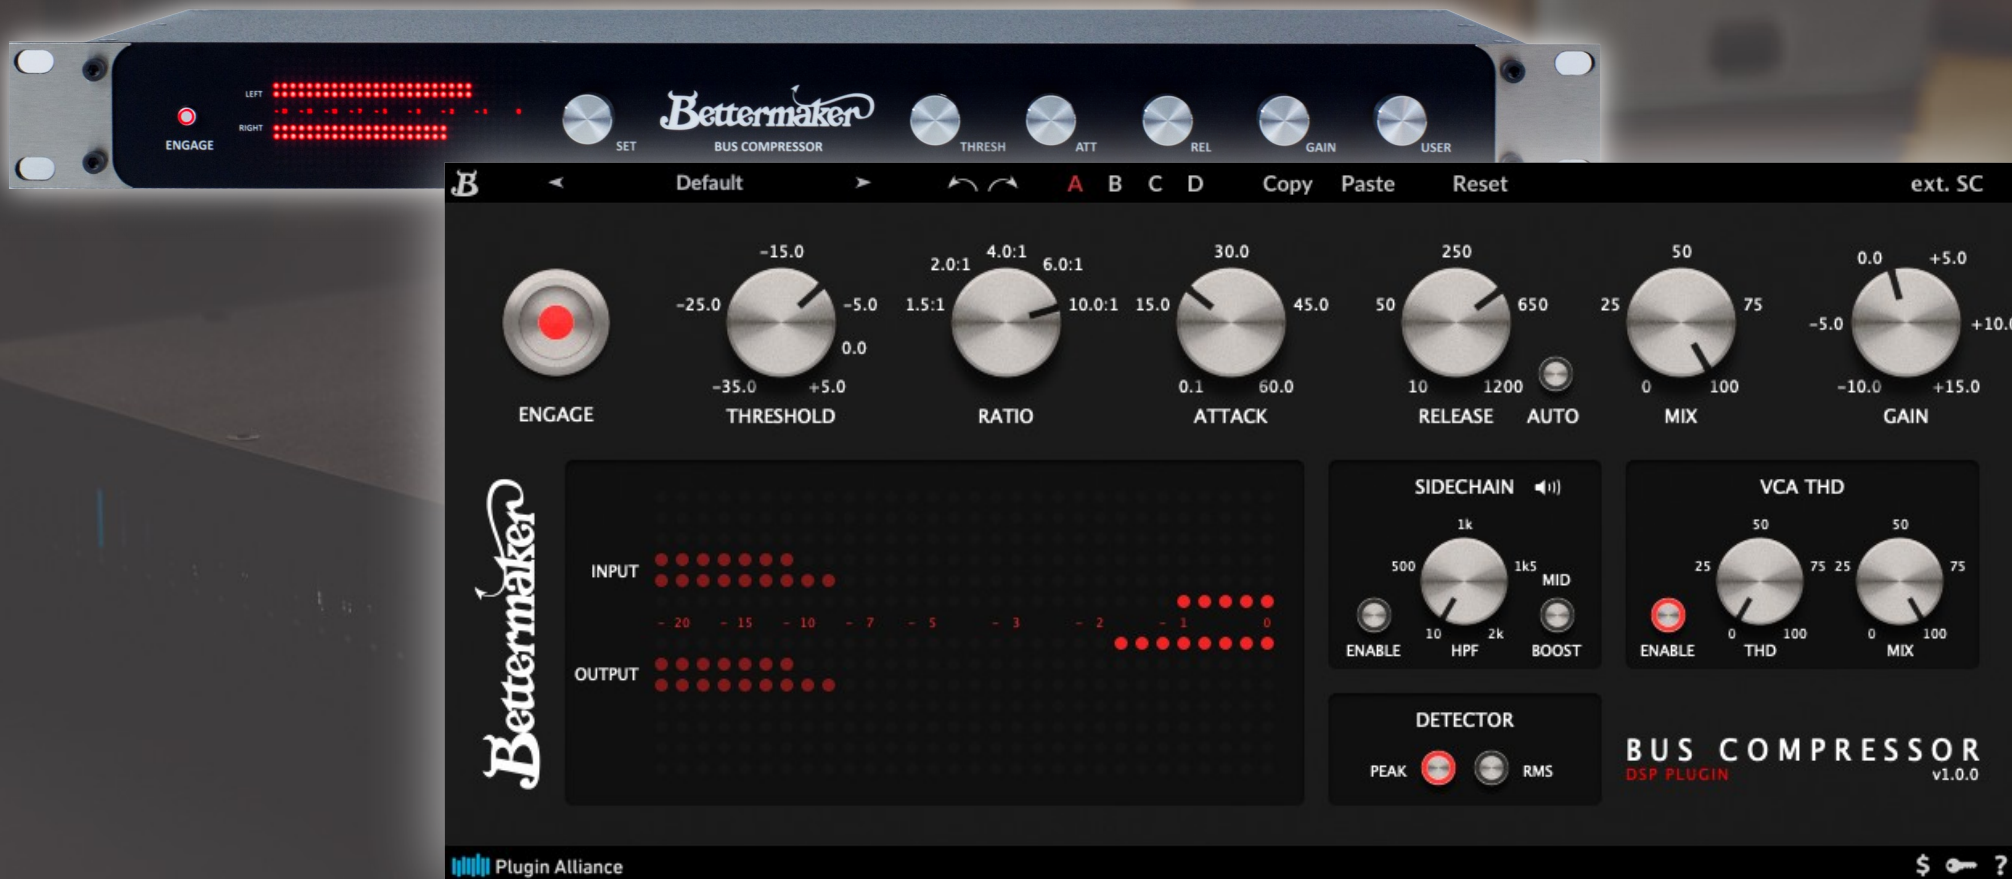 LEFT
RIGHT
ENGAGE
SET
Bettermaker
BUS COMPRESSOR
THRESH ATT REL GAIN USER
B Default A B C D Copy Paste Reset ext. SC
ENGAGE
-15.0
-25.0 -5.0
0.0
-35.0 +5.0
THRESHOLD
4.0:1
2.0:1 6.0:1
1.5:1 10.0:1
RATIO
30.0
15.0 45.0
0.1 60.0
ATTACK
250
50 650
10 1200
RELEASE AUTO
50
25 75
0 100
MIX
0.0 +5.0
-5.0 +10.0
-10.0 +15.0
GAIN
Bettermaker
INPUT
- 20 - 15 - 10 - 7 - 5 - 3 - 2 - 1 0
OUTPUT
SIDECHAIN
1k
500 1k5
MID
10 2k
ENABLE HPF BOOST
VCA THD
50 50
25 75 25 75
0 100 0 100
ENABLE THD MIX
DETECTOR
PEAK RMS
BUS COMPRESSOR
DSP PLUGIN v1.0.0
Plugin Alliance $ ?